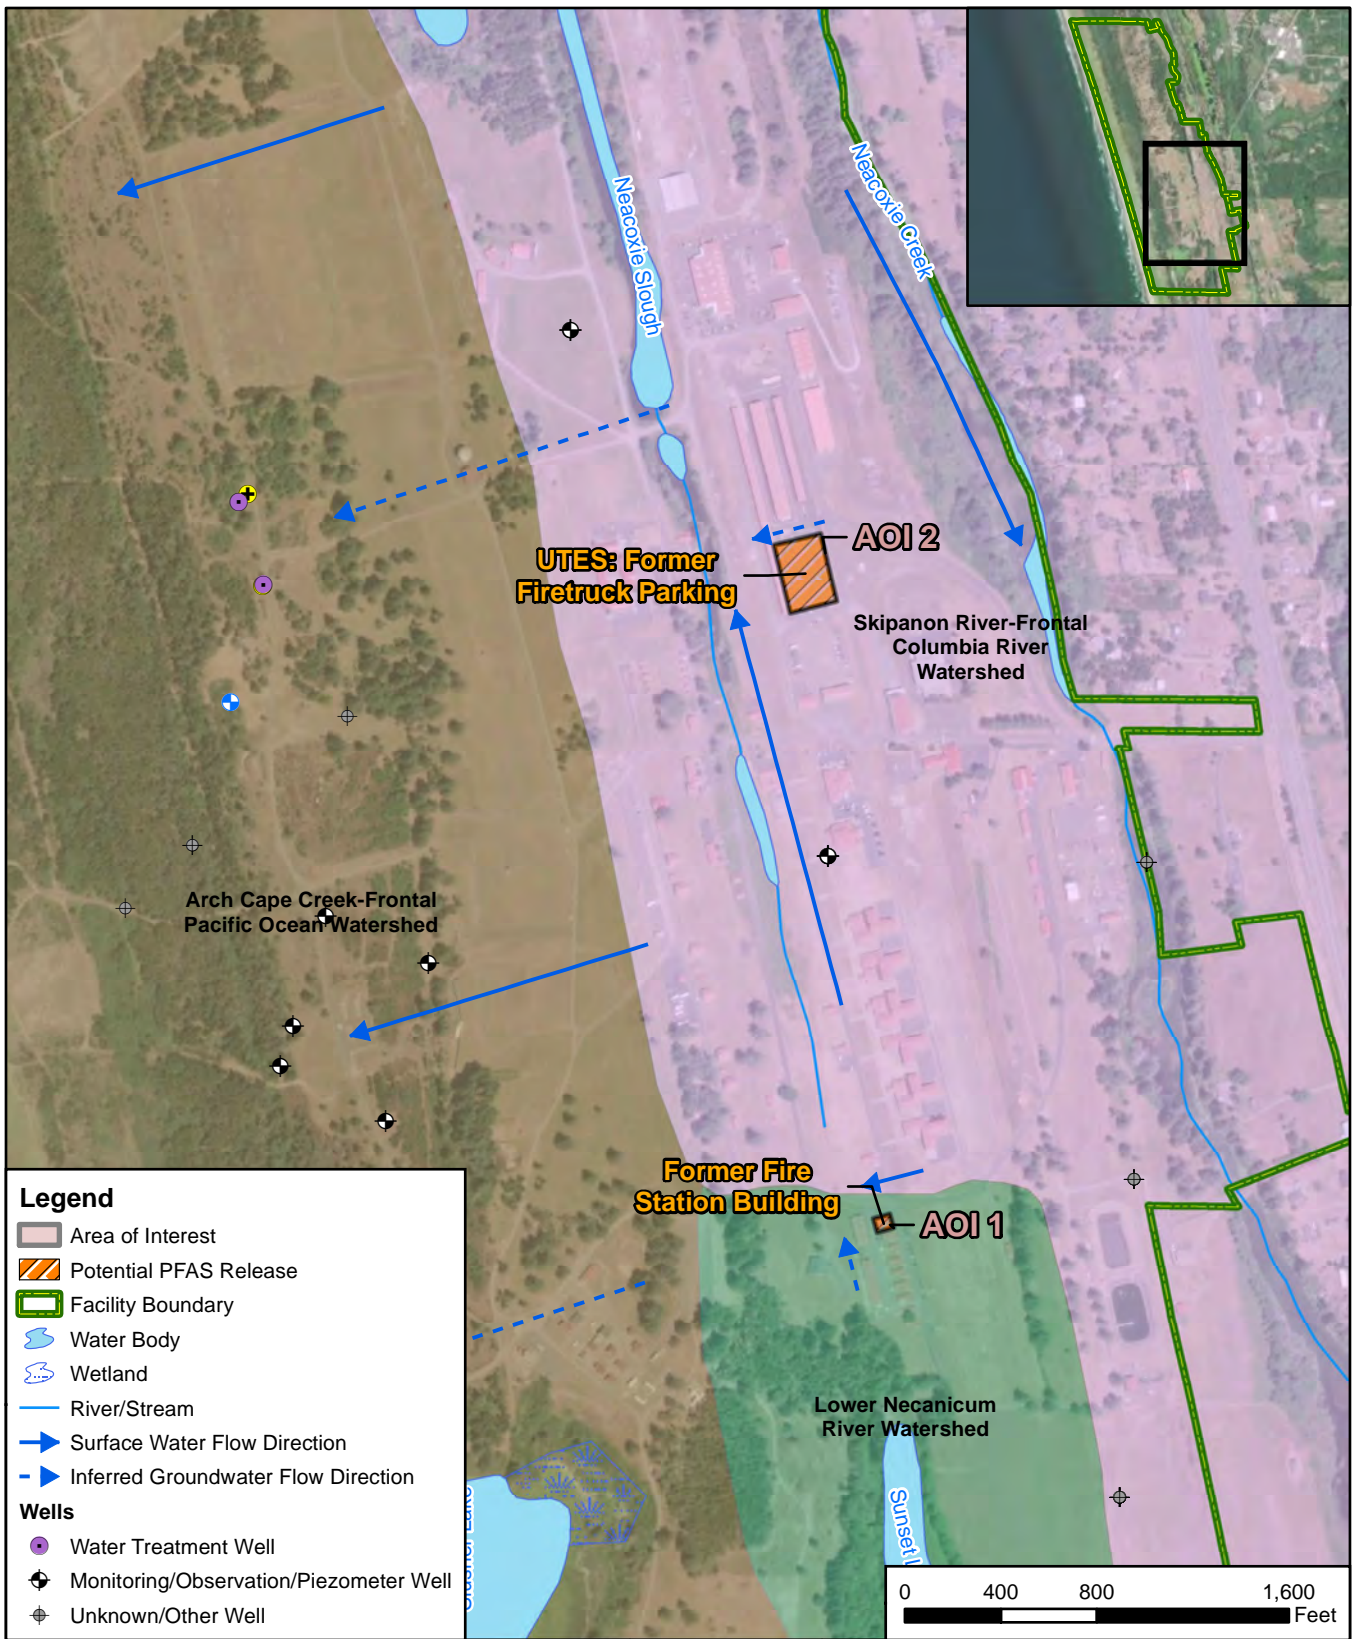 Neacoxie Slough
Neacoxie Creek
AOI 2
UTES: Former
Firetruck Parking
Skipanon River-Frontal
Columbia River
Watershed
Arch Cape Creek-Frontal
Pacific Ocean Watershed
Former Fire
Station Building
AOI 1
Lower Necanicum
River Watershed
Sunset L
Legend
Area of Interest
Potential PFAS Release
Facility Boundary
Water Body
Wetland
River/Stream
Surface Water Flow Direction
Inferred Groundwater Flow Direction
Wells
Water Treatment Well
Monitoring/Observation/Piezometer Well
Unknown/Other Well
0 400 800 1,600
Feet